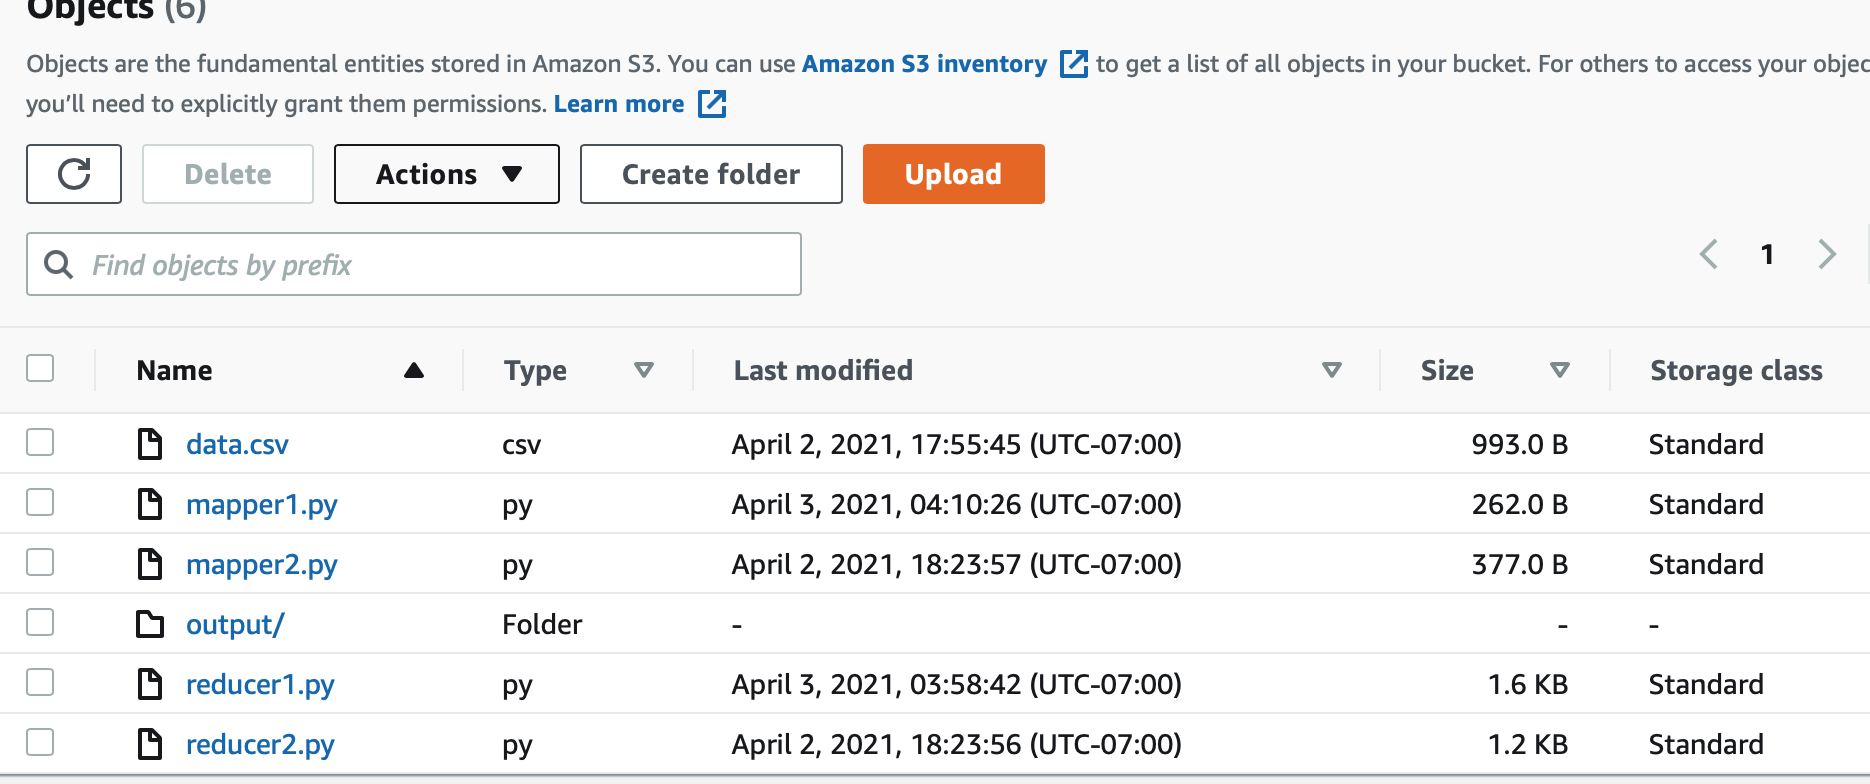 Objects (6)
Objects are the fundamental entities stored in Amazon S3. You can use Amazon S3 inventory to get a list of all objects in your bucket. For others to access your objec
you'll need to explicitly grant them permissions. Learn more
Delete Actions Create folder Upload
Find objects by prefix
1
Name Type Last modified Size Storage class
data.csv csv April 2, 2021, 17:55:45 (UTC-07:00) 993.0 B Standard
mapper1.py py April 3, 2021, 04:10:26 (UTC-07:00) 262.0 B Standard
mapper2.py py April 2, 2021, 18:23:57 (UTC-07:00) 377.0 B Standard
output/ Folder - - -
reducer1.py py April 3, 2021, 03:58:42 (UTC-07:00) 1.6 KB Standard
reducer2.py py April 2, 2021, 18:23:56 (UTC-07:00) 1.2 KB Standard